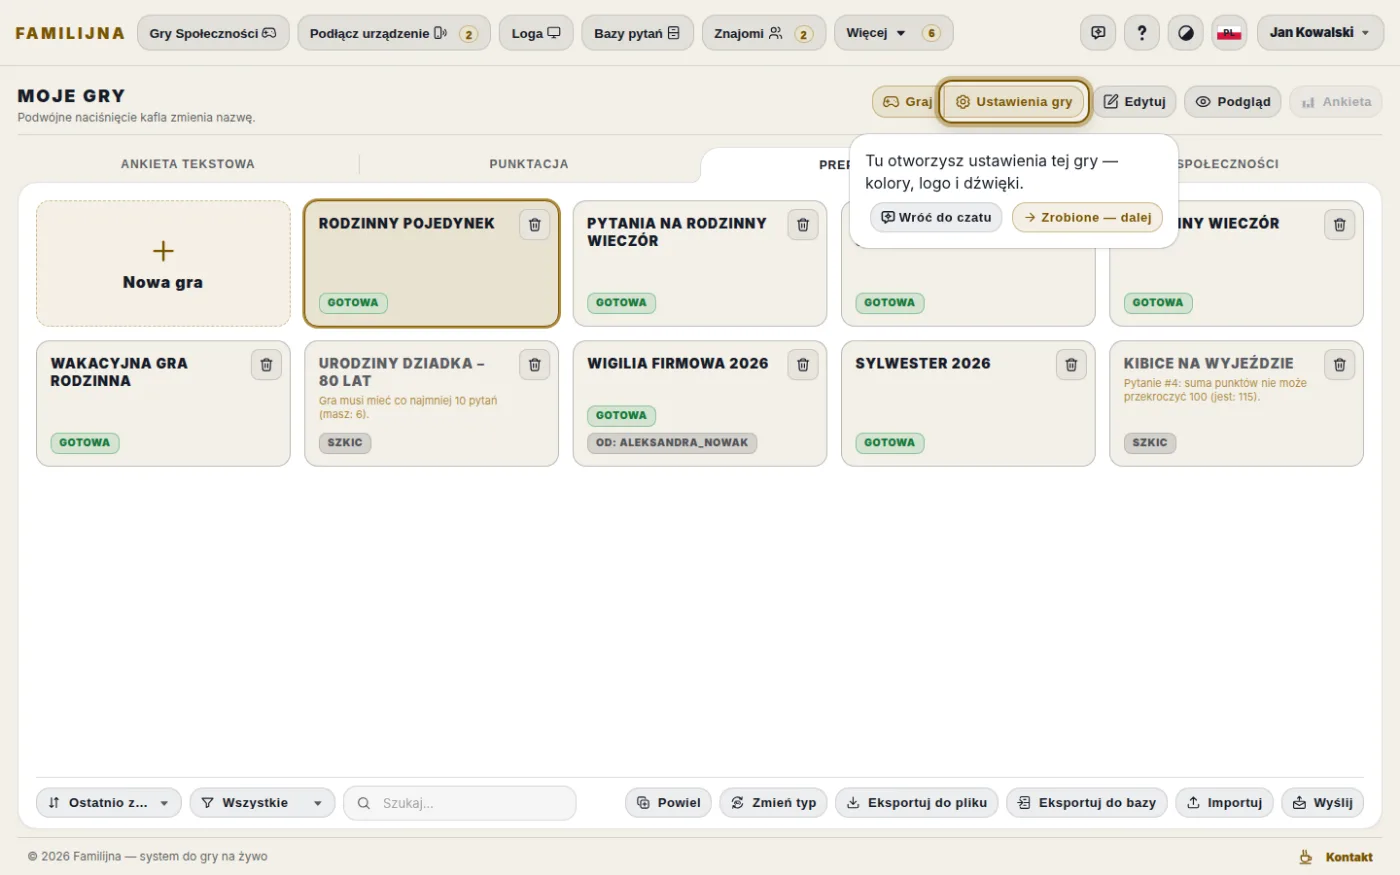 FAMILIJNA
Gry Społeczności
Podłącz urządzenie 2
Loga
Bazy pytań
Znajomi 2
Więcej 6
?
PL
Jan Kowalski
MOJE GRY
Podwójne naciśnięcie kafla zmienia nazwę.
Graj
Ustawienia gry
Edytuj
Podgląd
Ankieta
Tu otworzysz ustawienia tej gry —
kolory, logo i dźwięki.
Wróć do czatu
Zrobione — dalej
ANKIETA TEKSTOWA
PUNKTACJA
SPOŁECZNOŚCI
Nowa gra
RODZINNY POJEDYNEK
GOTOWA
PYTANIA NA RODZINNY
WIECZÓR
GOTOWA
GOTOWA
WIECZÓR
GOTOWA
WAKACYJNA GRA
RODZINNA
GOTOWA
URODZINY DZIADKA –
80 LAT
Gra musi mieć co najmniej 10 pytań
(masz: 6).
SZKIC
WIGILIA FIRMOWA 2026
GOTOWA
OD: ALEKSANDRA_NOWAK
SYLWESTER 2026
GOTOWA
KIBICE NA WYJEŹDZIE
Pytanie #4: suma punktów nie może
przekroczyć 100 (jest: 115).
SZKIC
Ostatnio z...
Wszystkie
Szukaj...
Powiel
Zmień typ
Eksportuj do pliku
Eksportuj do bazy
Importuj
Wyślij
© 2026 Familijna — system do gry na żywo
Kontakt